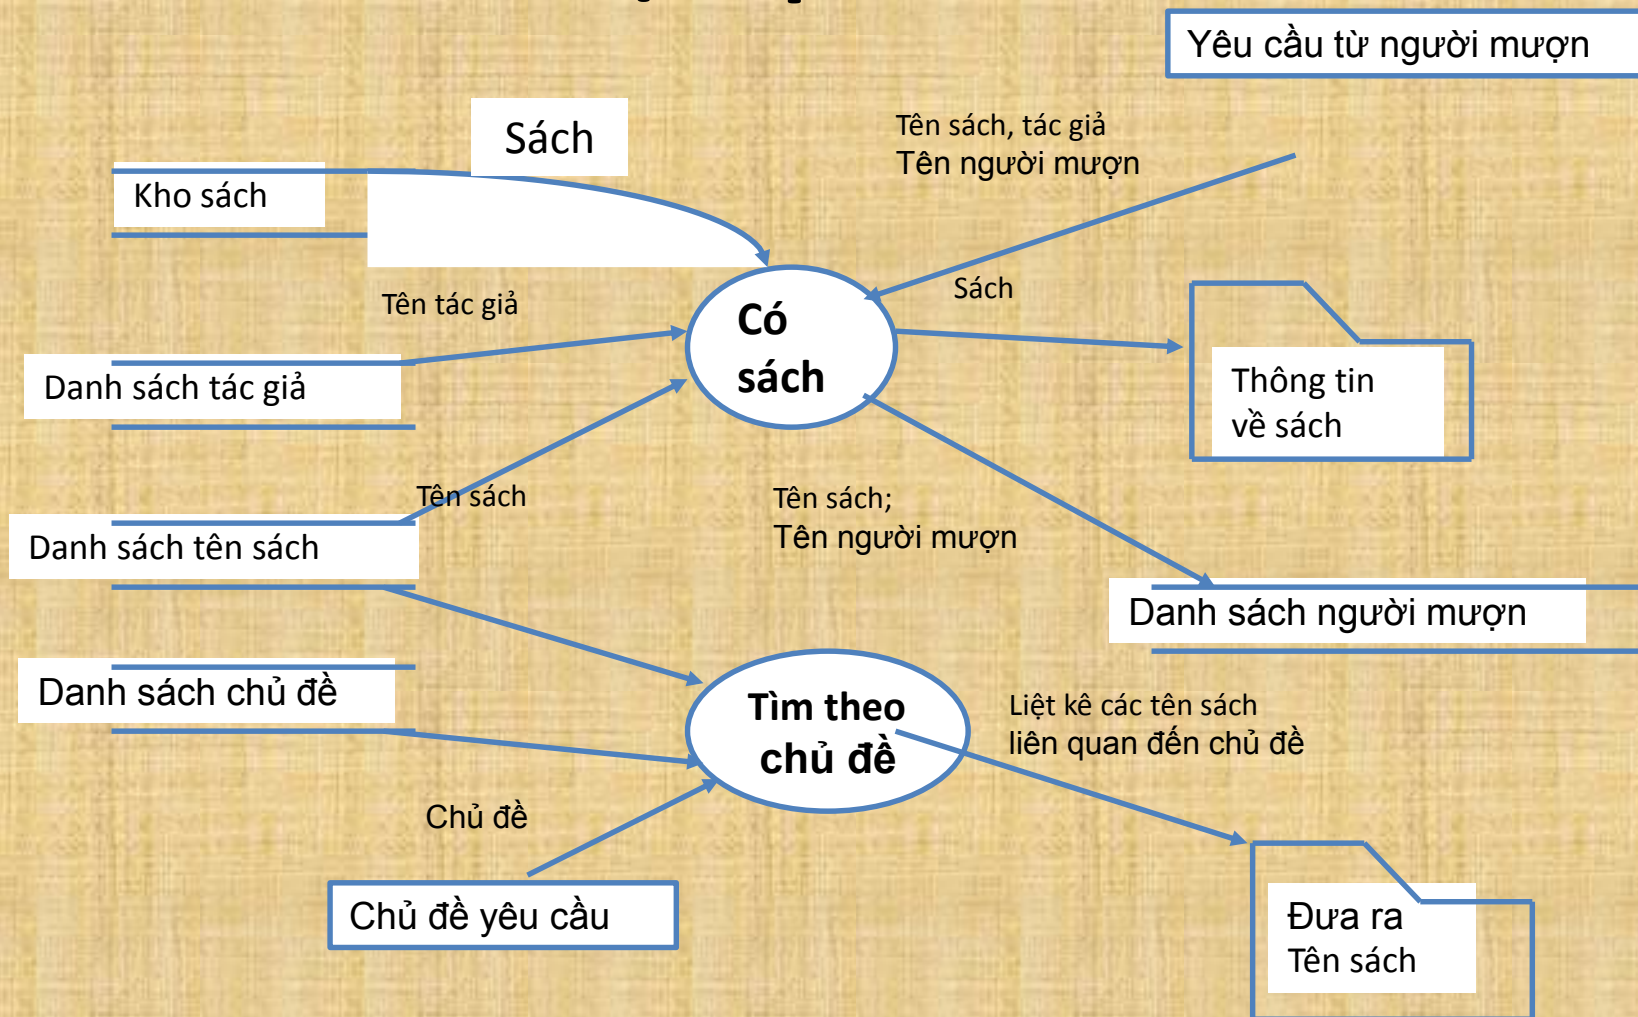 Yêu cầu từ người mượn
Sách
Tên sách, tác giả
Tên người mượn
Kho sách
Sách
Tên tác giả
Có
sách
Danh sách tác giả
Thông tin
về sách
Tên sách
Tên sách;
Tên người mượn
Danh sách tên sách
Danh sách người mượn
Danh sách chủ đề
Tìm theo
chủ đề
Liệt kê các tên sách
liên quan đến chủ đề
Chủ đề
Chủ đề yêu cầu
Đưa ra
Tên sách